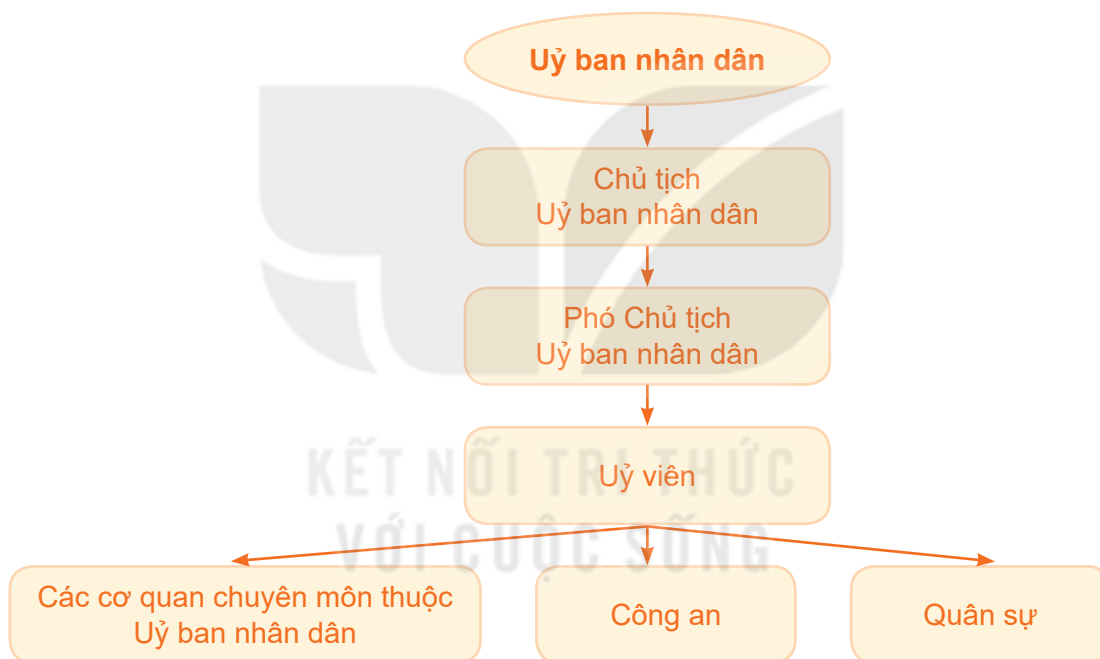 Uỷ ban nhân dân
Chủ tịch
Uỷ ban nhân dân
Phó Chủ tịch
Uỷ ban nhân dân
KẾT NỐI TRI THỨC
Uỷ viên
VỚI CUỘC SỐNG
Các cơ quan chuyên môn thuộc
Uỷ ban nhân dân
Công an
Quân sự